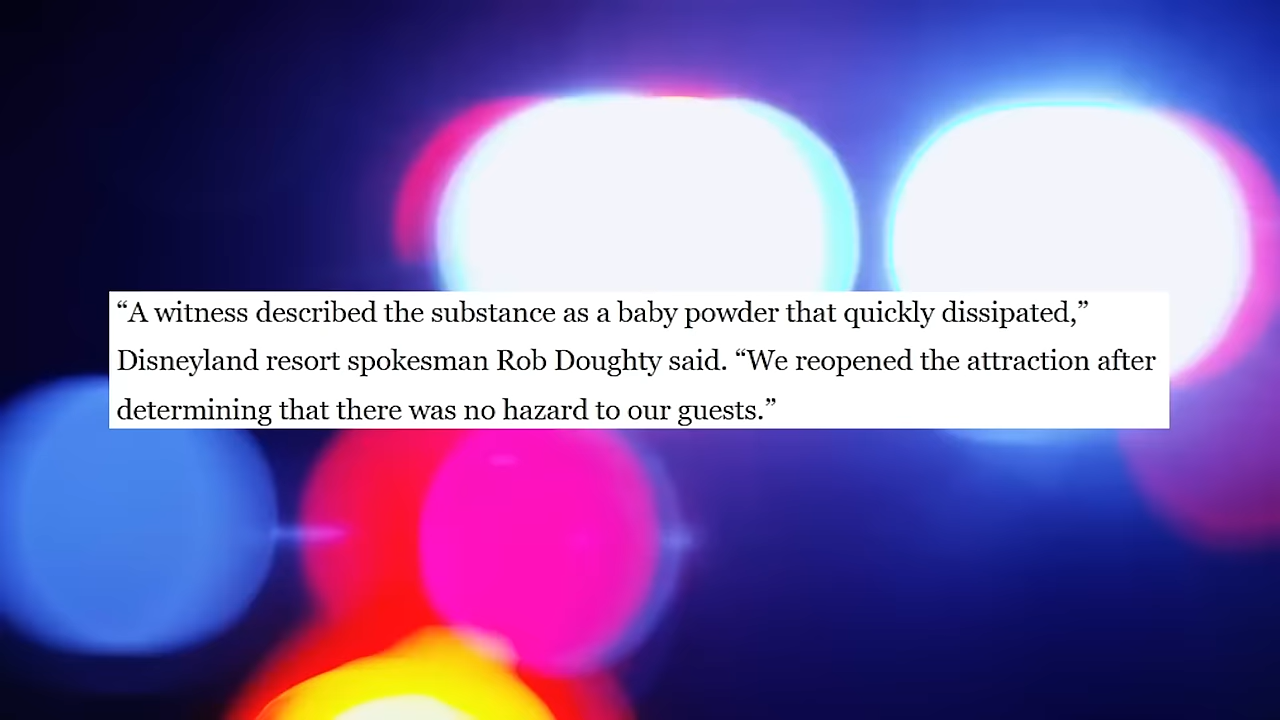 “A witness described the substance as a baby powder that quickly dissipated,”
Disneyland resort spokesman Rob Doughty said. “We reopened the attraction after
determining that there was no hazard to our guests.”